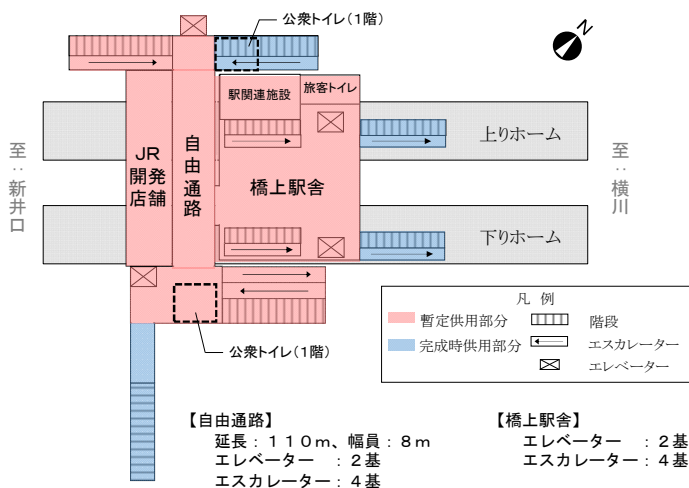 公衆トイレ(1階)
駅関連施設
旅客トイレ
上りホーム
至‥新井口
JR
開発
店舗
自由通路
橋上駅舎
至‥横川
下りホーム
凡 例
暫定供用部分
階段
完成時供用部分
エスカレーター
エレベーター
公衆トイレ(1階)
【自由通路】
延長:110m、幅員:8m
エレベーター :2基
エスカレーター:4基
【橋上駅舎】
エレベーター :2基
エスカレーター:4基